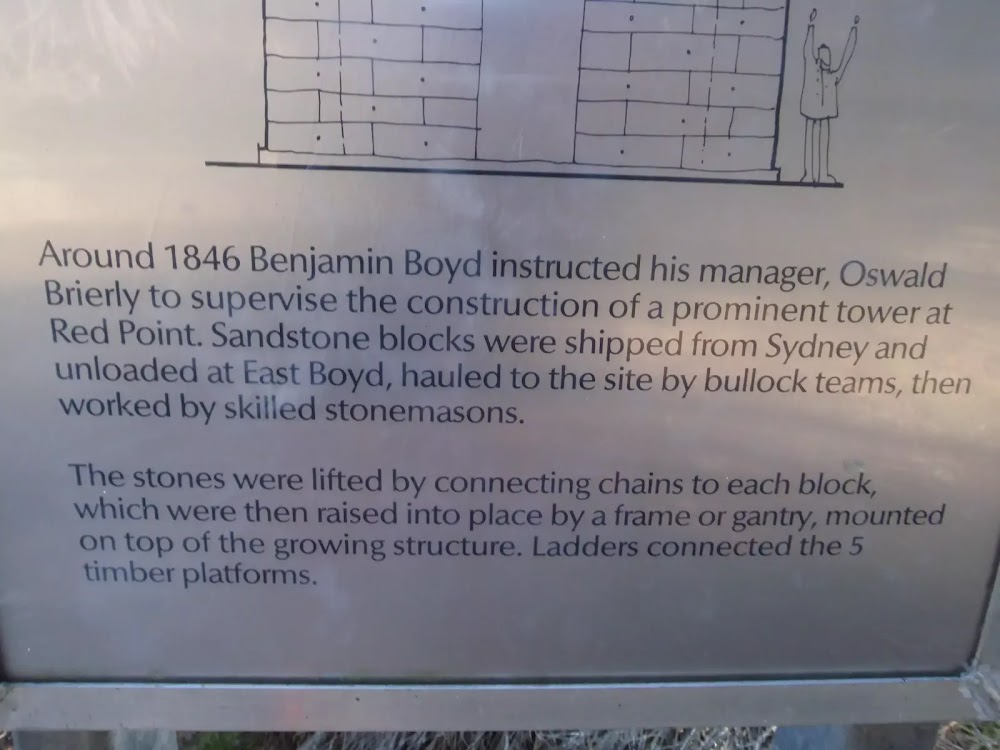 Around 1846 Benjamin Boyd instructed his manager, Oswald
Brierly to supervise the construction of a prominent tower at
Red Point. Sandstone blocks were shipped from Sydney and
unloaded at East Boyd, hauled to the site by bullock teams, then
worked by skilled stonemasons.
The stones were lifted by connecting chains to each block,
which were then raised into place by a frame or gantry, mounted
on top of the growing structure. Ladders connected the 5
timber platforms.